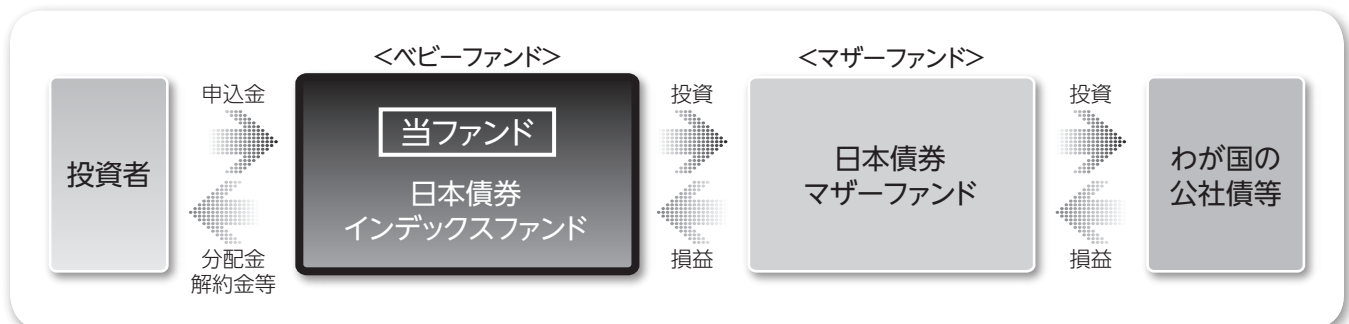 <ベビーファンド>
<マザーファンド>
投資者
申込金
分配金
解約金等
当ファンド
日本債券
インデックスファンド
投資
損益
日本債券
マザーファンド
投資
損益
わが国の
公社債等